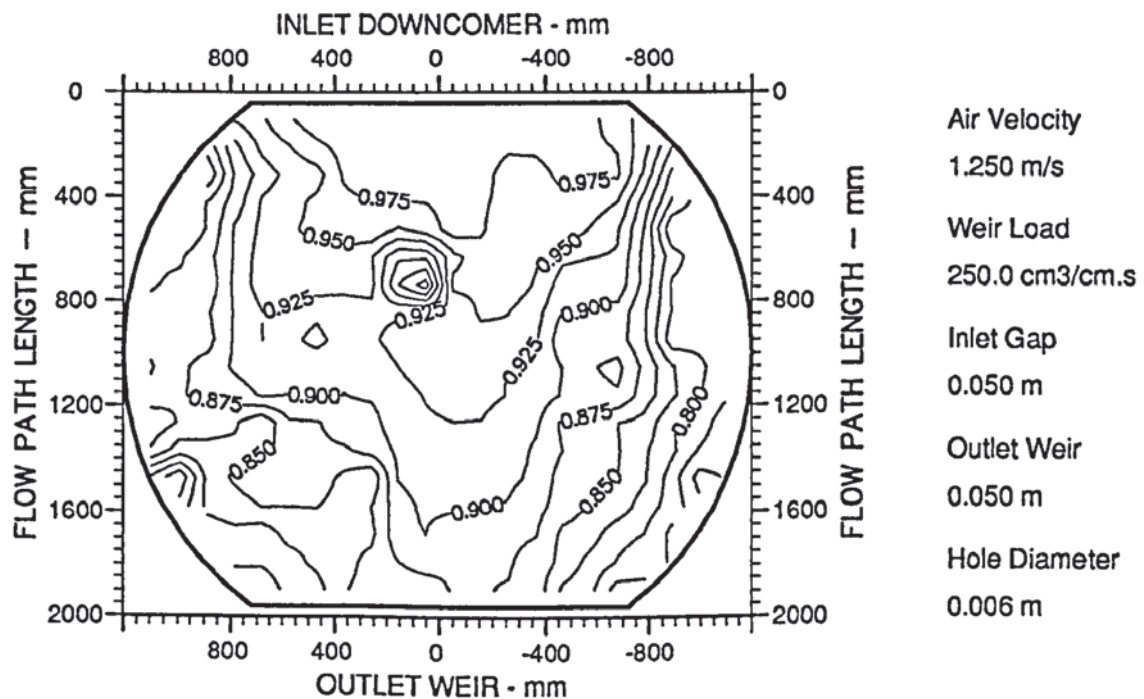 INLET DOWNCOMER - mm
800 400 0 -400 -800
0 0
400 400
800 800
1200 1200
1600 1600
2000 2000
FLOW PATH LENGTH — mm
FLOW PATH LENGTH — mm
0.975 0.975
0.950 0.950
0.925 0.925 0.900
0.925
0.875 0.900 0.875 0.800
0.850 0.850
0.900
800 400 0 -400 -800
OUTLET WEIR - mm
Air Velocity
1.250 m/s
Weir Load
250.0 cm3/cm.s
Inlet Gap
0.050 m
Outlet Weir
0.050 m
Hole Diameter
0.006 m